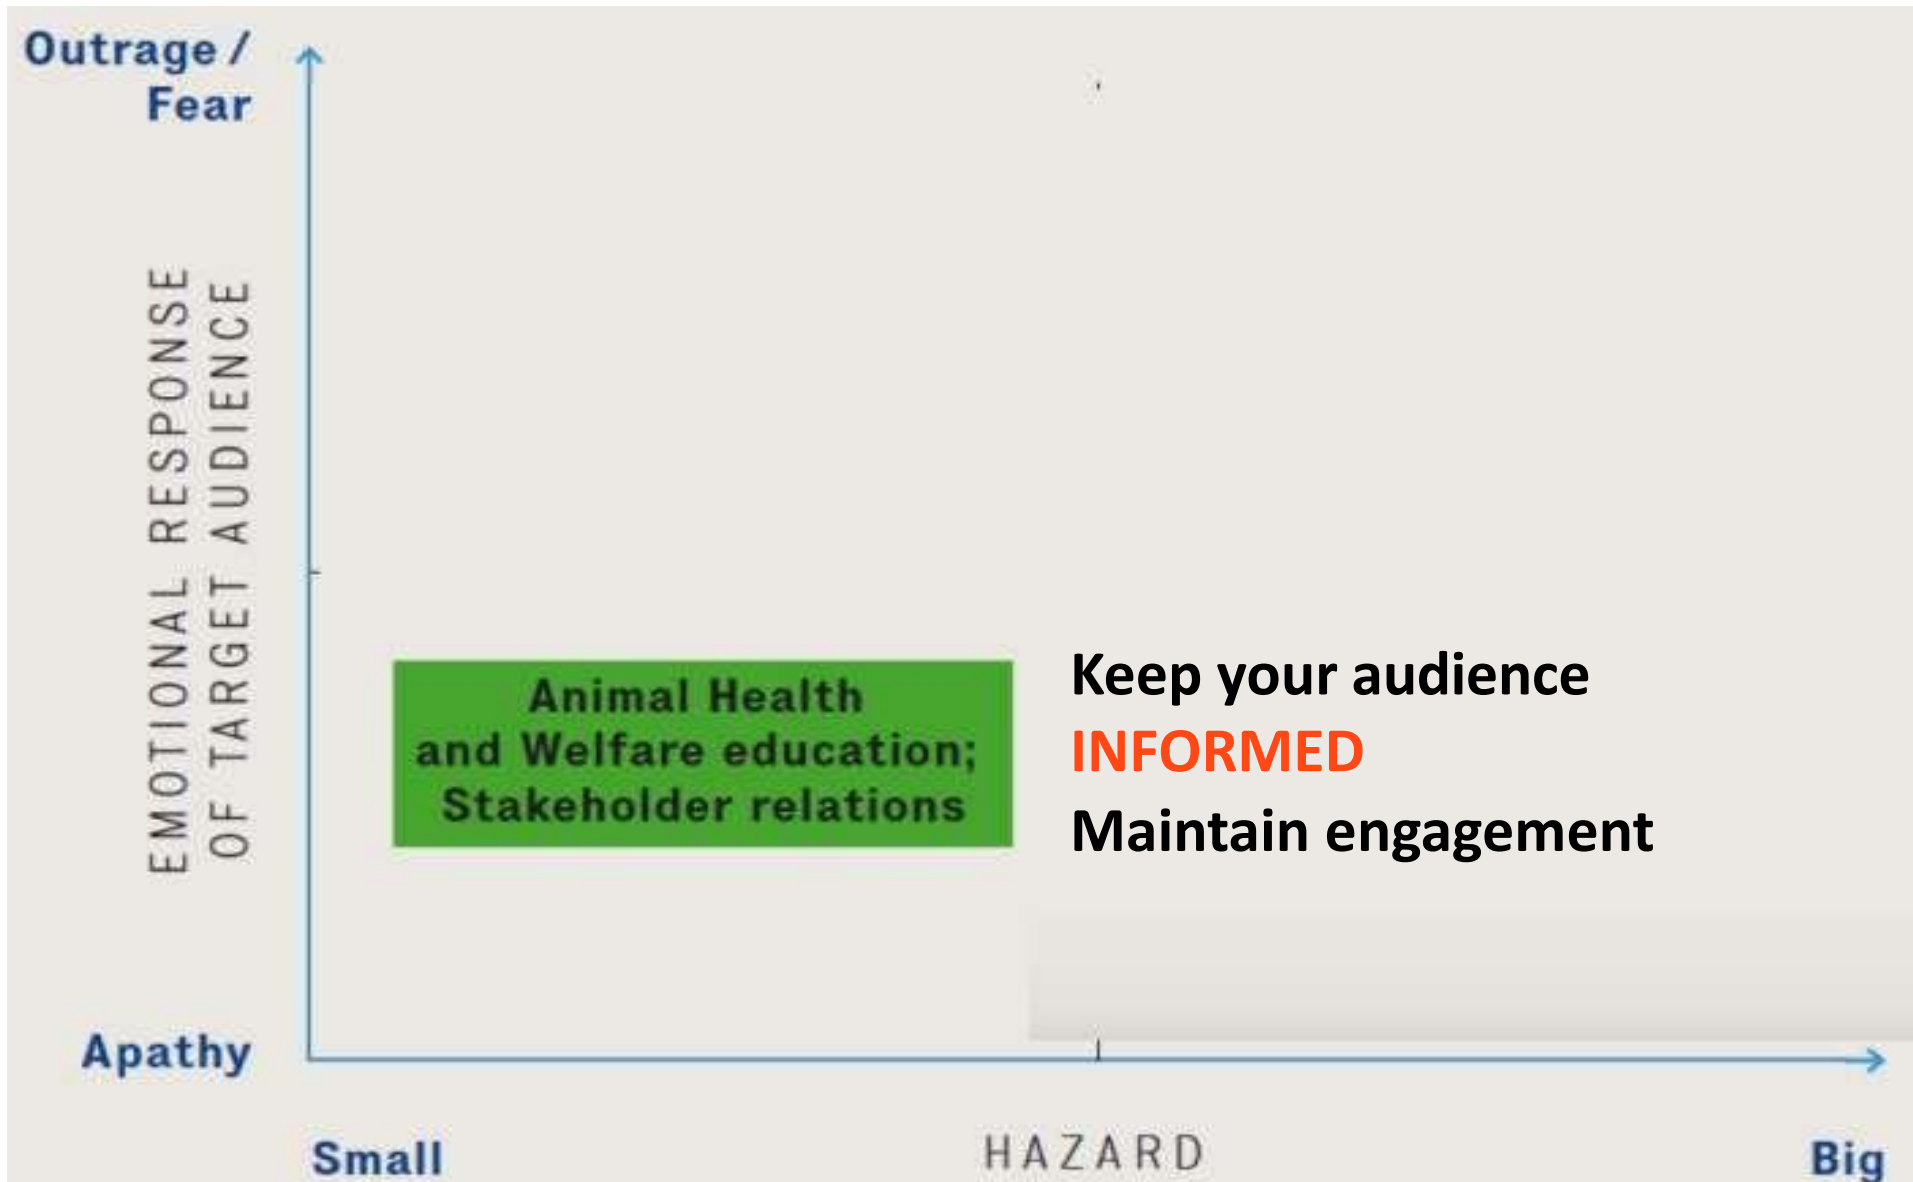 Outrage /
Fear
EMOTIONAL RESPONSE
OF TARGET AUDIENCE
Animal Health
and Welfare education;
Stakeholder relations
Keep your audience
INFORMED
Maintain engagement
Apathy
Small
HAZARD
Big